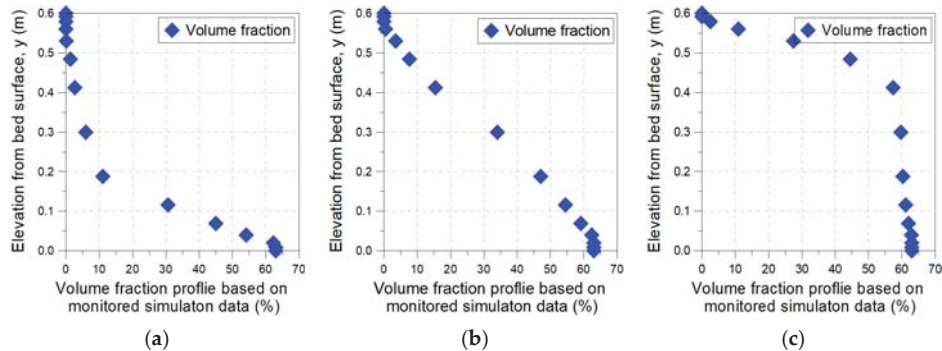 Elevation from bed surface, y (m)
0.6
0.5
0.4
0.3
0.2
0.1
0.0
Volume fraction
0 10 20 30 40 50 60 70
Volume fraction proflie based on
monitored simulaton data (%)
(a)
Elevation from bed surface, y (m)
0.6
0.5
0.4
0.3
0.2
0.1
0.0
Volume fraction
0 10 20 30 40 50 60 70
Volume fraction proflie based on
monitored simulaton data (%)
(b)
Elevation from bed surface, y (m)
0.6
0.5
0.4
0.3
0.2
0.1
0.0
Volume fraction
0 10 20 30 40 50 60 70
Volume fraction proflie based on
monitored simulaton data (%)
(c)